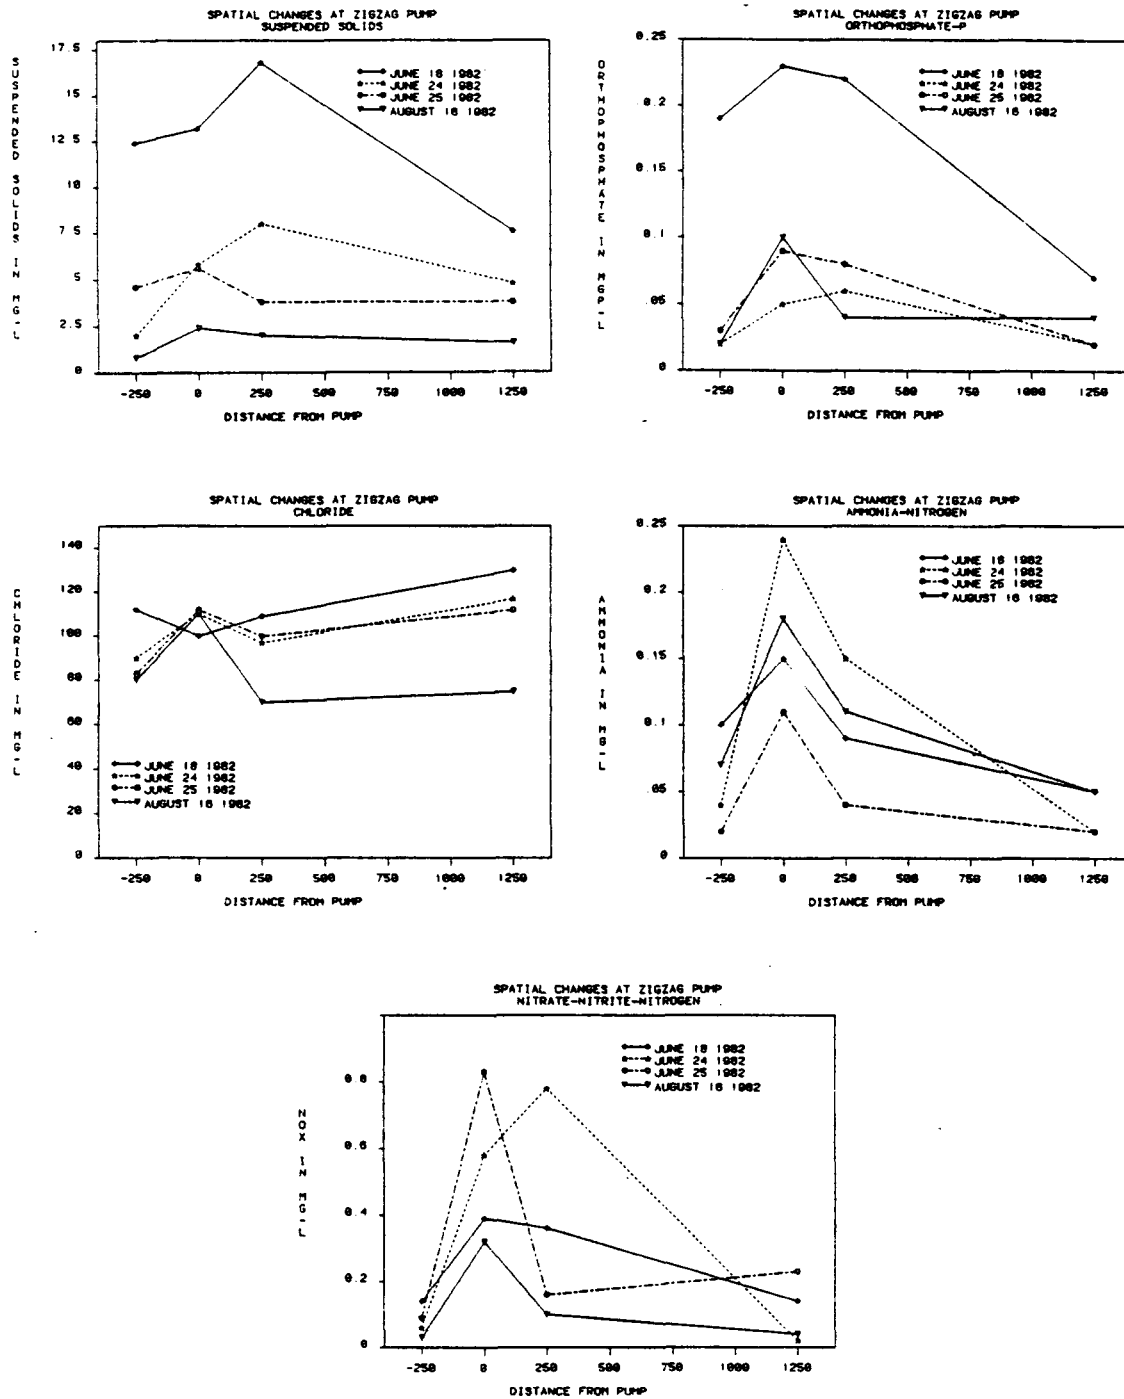 SPATIAL CHANGES AT ZIGZAG PUMP
SUSPENDED SOLIDS
SUSPENDED SOLIDS IN MG-L
17.5
15
12.5
10
7.5
5
2.5
0
JUNE 18 1982
JUNE 24 1982
JUNE 25 1982
AUGUST 16 1982
-250 0 250 500 750 1000 1250
DISTANCE FROM PUMP
SPATIAL CHANGES AT ZIGZAG PUMP
ORTHOPHOSPHATE-P
ORTHOPHOSPHATE IN MGP-L
0.25
0.2
0.15
0.1
0.05
0
JUNE 18 1982
JUNE 24 1982
JUNE 25 1982
AUGUST 16 1982
-250 0 250 500 750 1000 1250
DISTANCE FROM PUMP
SPATIAL CHANGES AT ZIGZAG PUMP
CHLORIDE
CHLORIDE IN MG-L
140
120
100
80
60
40
20
0
JUNE 18 1982
JUNE 24 1982
JUNE 25 1982
AUGUST 16 1982
-250 0 250 500 750 1000 1250
DISTANCE FROM PUMP
SPATIAL CHANGES AT ZIGZAG PUMP
AMMONIA-NITROGEN
AMMONIA IN MG-L
0.25
0.2
0.15
0.1
0.05
0
JUNE 18 1982
JUNE 24 1982
JUNE 25 1982
AUGUST 16 1982
-250 0 250 500 750 1000 1250
DISTANCE FROM PUMP
SPATIAL CHANGES AT ZIGZAG PUMP
NITRATE-NITRITE-NITROGEN
NOX IN MG-L
0.8
0.6
0.4
0.2
0
JUNE 18 1982
JUNE 24 1982
JUNE 25 1982
AUGUST 16 1982
-250 0 250 500 750 1000 1250
DISTANCE FROM PUMP